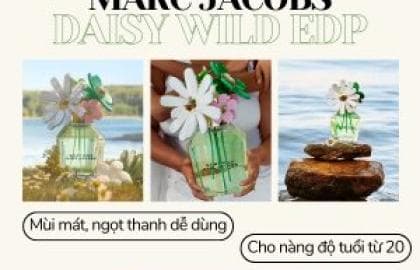 MARC JACOBS
DAISY WILD EDP
Mùi mát, ngọt thanh dễ dùng
Cho nàng độ tuổi từ 20